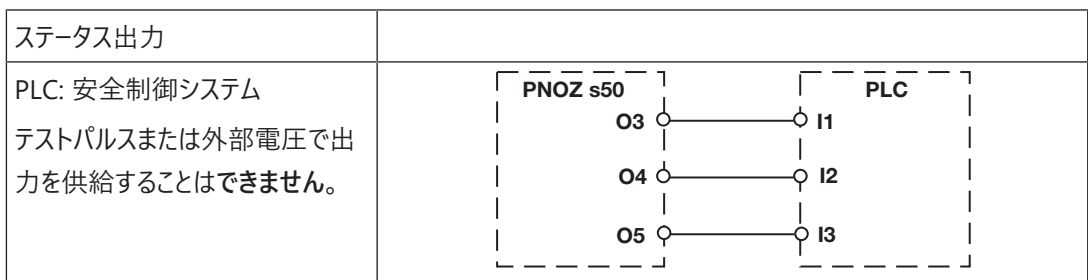 ステータス出力
PLC: 安全制御システム
テストパルスまたは外部電圧で出
力を供給することはできません。
PNOZ s50 PLC
O3 I1
O4 I2
O5 I3